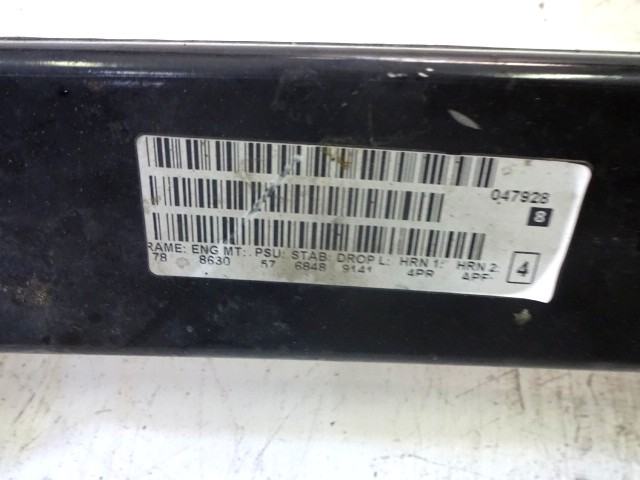 047928
8
RAME: ENG MT: PSU: STAB: DROP L: HRN 1: HRN 2:
78 8630 57 6848 9141 4PR
4